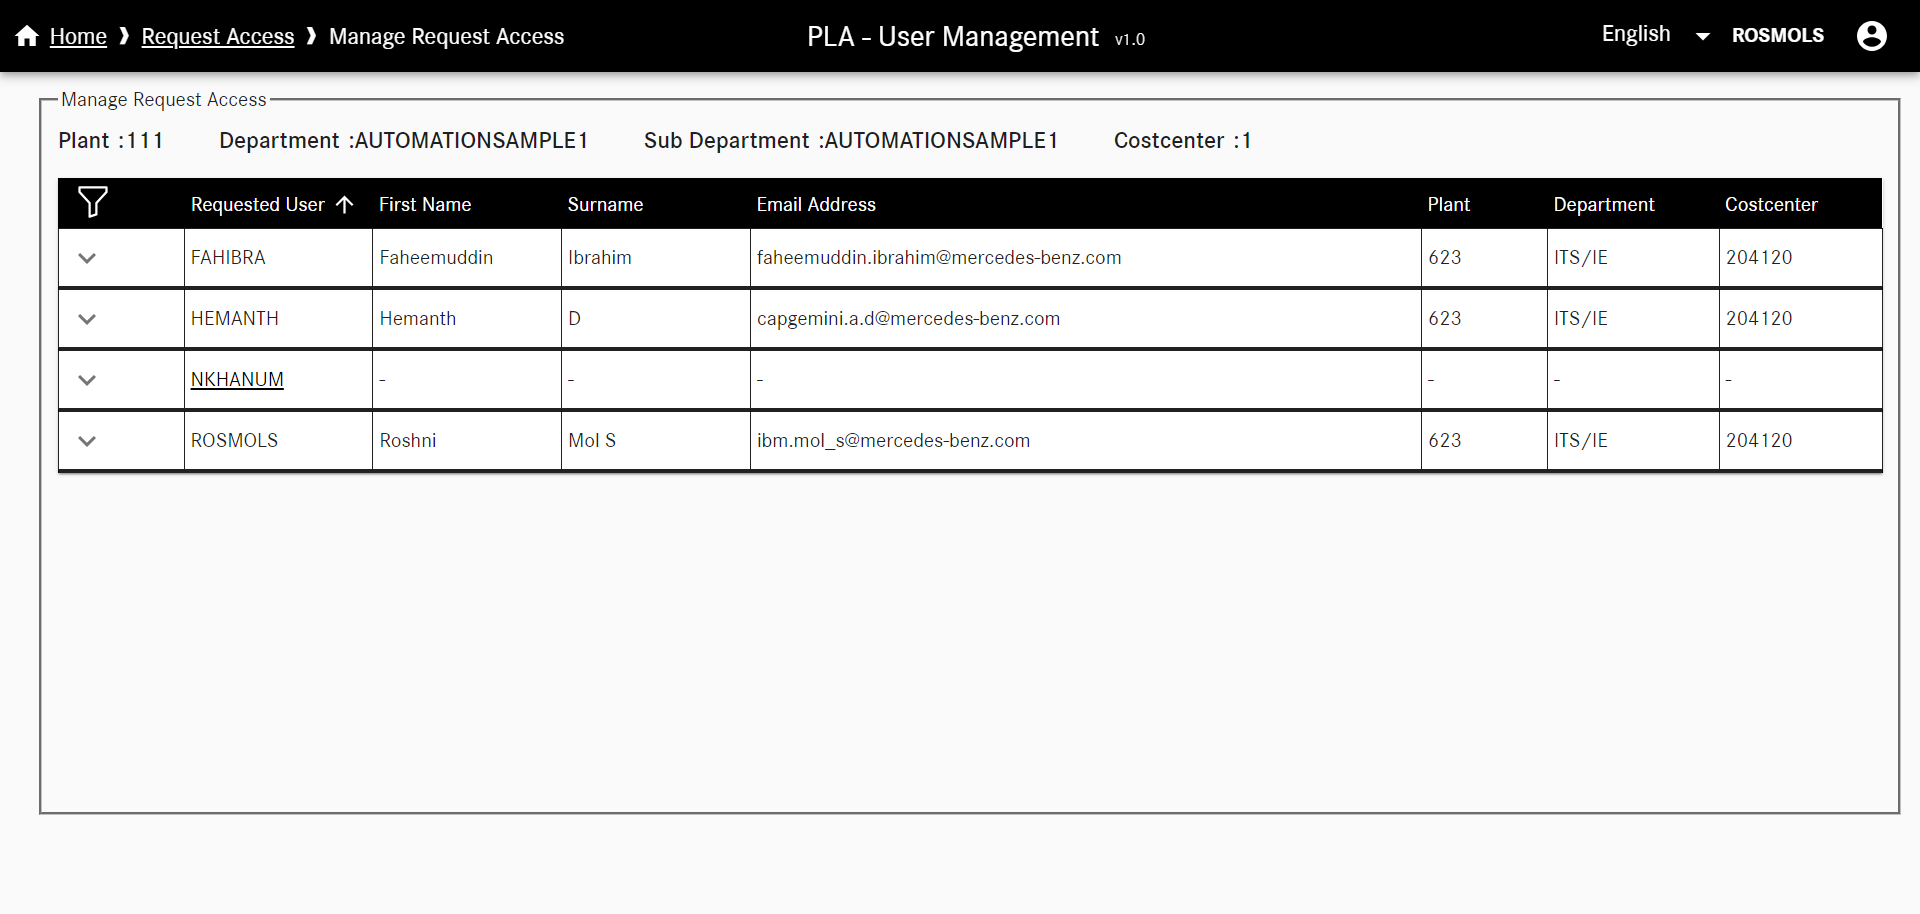 Home ❱ Request Access ❱ Manage Request Access PLA - User Management v1.0 English ROSMOLS
Manage Request Access
Plant :111 Department :AUTOMATIONSAMPLE1 Sub Department :AUTOMATIONSAMPLE1 Costcenter :1
Requested User First Name Surname Email Address Plant Department Costcenter
FAHIBRA Faheemuddin Ibrahim faheemuddin.ibrahim@mercedes-benz.com 623 ITS/IE 204120
HEMANTH Hemanth D capgemini.a.d@mercedes-benz.com 623 ITS/IE 204120
NKHANUM - - - - - -
ROSMOLS Roshni Mol S ibm.mol_s@mercedes-benz.com 623 ITS/IE 204120